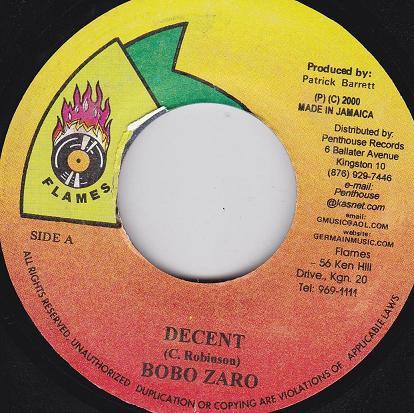 FLAMES
SIDE A
Produced by:
Patrick Barrett
(P) (C) 2000
MADE IN JAMAICA
Distributed by:
Penthouse Records
6 Ballater Avenue
Kingston 10
(876) 929-7446
e-mail:
Penthouse
@kasnet.com
email:
GMUSIC@AOL.COM
website:
GERMAINMUSIC.COM
Flames
- 56 Ken Hill
Drive., Kgn. 20
Tel: 969-1111
DECENT
(C. Robinson)
BOBO ZARO
ALL RIGHTS RESERVED. UNAUTHORIZED DUPLICATION OR COPYING ARE VIOLATIONS OF APPLICABLE LAWS